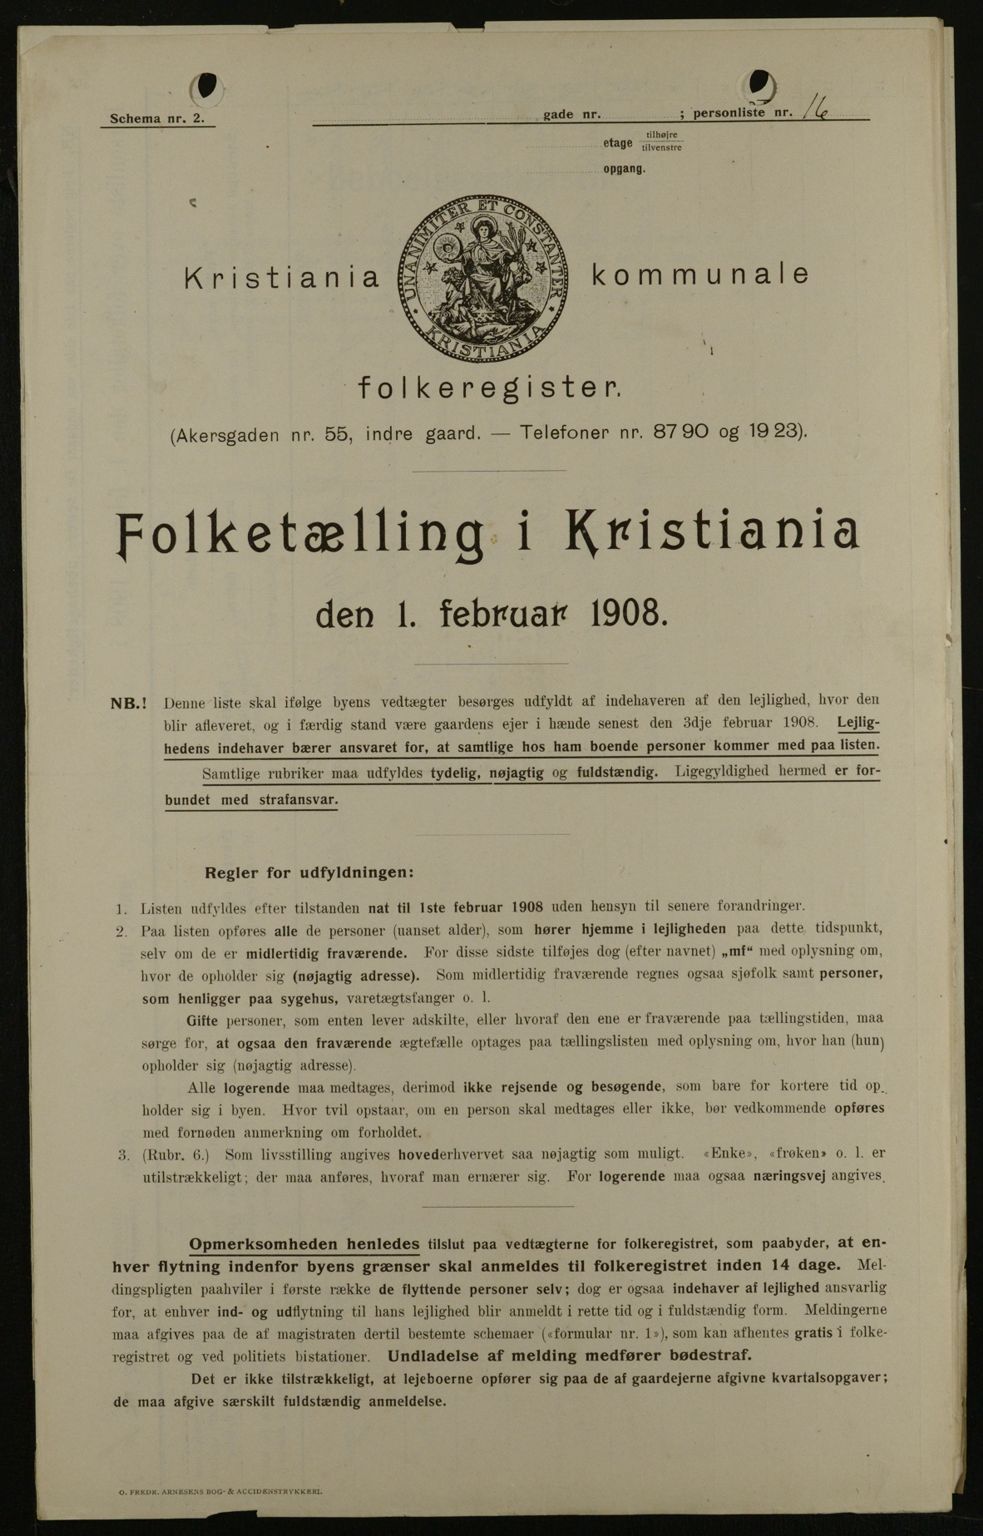 Schema nr. 2.
gade nr. ; personliste nr. 16
etage tilhøjre
tilvenstre
opgang.
UNANIMITER ET CONSTANTER
KRISTIANIA
Kristiania kommunale
folkeregister.
(Akersgaden nr. 55, indre gaard. — Telefoner nr. 8790 og 1923).
Folketælling i Kristiania
den 1. februar 1908.
NB.! Denne liste skal ifølge byens vedtægter besørges udfyldt af indehaveren af den lejlighed, hvor den
blir afleveret, og i færdig stand være gaardens ejer i hænde senest den 3dje februar 1908. Lejlig-
hedens indehaver bærer ansvaret for, at samtlige hos ham boende personer kommer med paa listen.
Samtlige rubriker maa udfyldes tydelig, nøjagtig og fuldstændig. Ligegyldighed hermed er for-
bundet med strafansvar.
Regler for udfyldningen:
1. Listen udfyldes efter tilstanden nat til 1ste februar 1908 uden hensyn til senere forandringer.
2. Paa listen opføres alle de personer (uanset alder), som hører hjemme i lejligheden paa dette tidspunkt,
selv om de er midlertidig fraværende. For disse sidste tilføjes dog (efter navnet) „mf“ med oplysning om,
hvor de opholder sig (nøjagtig adresse). Som midlertidig fraværende regnes ogsaa sjøfolk samt personer,
som henligger paa sygehus, varetægtsfanger o. l.
Gifte personer, som enten lever adskilte, eller hvoraf den ene er fraværende paa tællingstiden, maa
sørge for, at ogsaa den fraværende ægtefælle optages paa tællingslisten med oplysning om, hvor han (hun)
opholder sig (nøjagtig adresse).
Alle logerende maa medtages, derimod ikke rejsende og besøgende, som bare for kortere tid op-
holder sig i byen. Hvor tvil opstaar, om en person skal medtages eller ikke, bør vedkommende opføres
med fornøden anmerkning om forholdet.
3. (Rubr. 6.) Som livsstilling angives hovederhvervet saa nøjagtig som muligt. «Enke», «frøken» o. l. er
utilstrækkeligt; der maa anføres, hvoraf man ernærer sig. For logerende maa ogsaa næringsvej angives.
Opmerksomheden henledes tilslut paa vedtægterne for folkeregistret, som paabyder, at en-
hver flytning indenfor byens grænser skal anmeldes til folkeregistret inden 14 dage. Mel-
dingspligten paahviler i første række de flyttende personer selv; dog er ogsaa indehaver af lejlighed ansvarlig
for, at enhver ind- og udflytning til hans lejlighed blir anmeldt i rette tid og i fuldstændig form. Meldingerne
maa afgives paa de af magistraten dertil bestemte schemaer («formular nr. 1»), som kan afhentes gratis i folke-
registret og ved politiets bistationer. Undladelse af melding medfører bødestraf.
Det er ikke tilstrækkeligt, at lejeboerne opfører sig paa de af gaardejerne afgivne kvartalsopgaver;
de maa afgive særskilt fuldstændig anmeldelse.
O. FREDR. ARNESENS BOG- & ACCIDENSTRYKKERI.